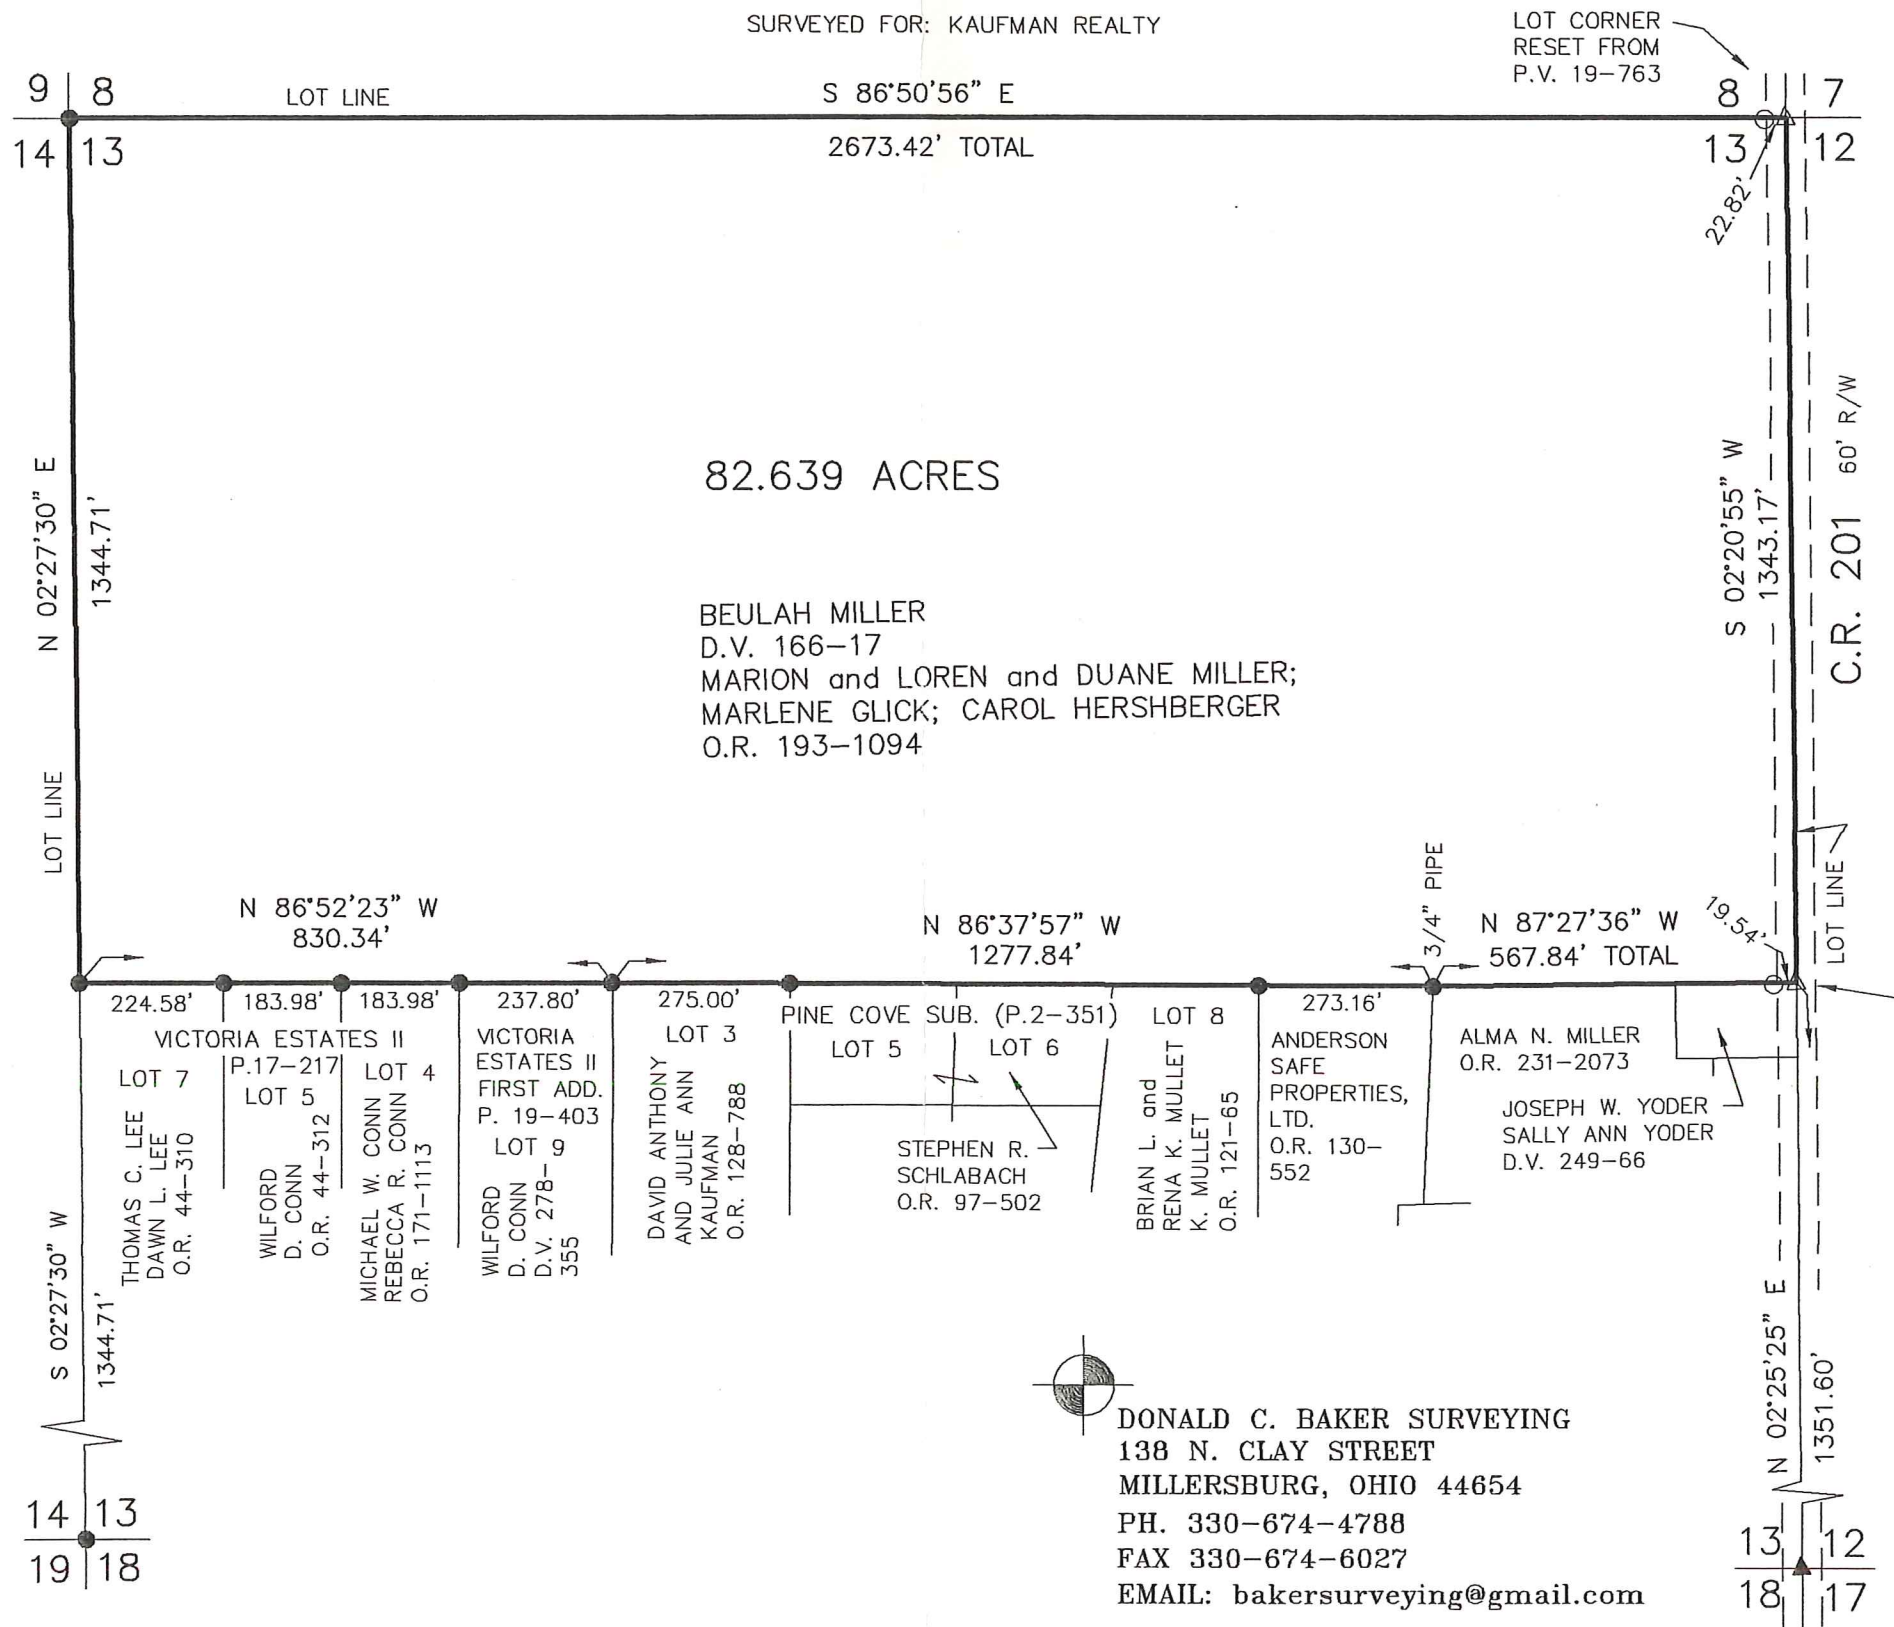 SURVEYED FOR: KAUFMAN REALTY
LOT CORNER
RESET FROM
P.V. 19-763
9 8
14 13
LOT LINE
S 86°50'56" E
2673.42' TOTAL
8 7
13 12
22.82'
82.639 ACRES
BEULAH MILLER
D.V. 166-17
MARION and LOREN and DUANE MILLER;
MARLENE GLICK; CAROL HERSHBERGER
O.R. 193-1094
N 02°27'30" E
1344.71'
LOT LINE
S 02°20'55" W
1343.17'
C.R. 201 60' R/W
LOT LINE
N 86°52'23" W
830.34'
N 86°37'57" W
1277.84'
3/4" PIPE
N 87°27'36" W
567.84' TOTAL
19.54'
224.58'
183.98'
183.98'
237.80'
275.00'
273.16'
VICTORIA ESTATES II
P.17-217
LOT 7
THOMAS C. LEE
DAWN L. LEE
O.R. 44-310
LOT 5
WILFORD
D. CONN
O.R. 44-312
LOT 4
MICHAEL W. CONN
REBECCA R. CONN
O.R. 171-1113
VICTORIA
ESTATES II
FIRST ADD.
P. 19-403
LOT 9
WILFORD
D. CONN
D.V. 278-
355
LOT 3
DAVID ANTHONY
AND JULIE ANN
KAUFMAN
O.R. 128-788
PINE COVE SUB. (P.2-351)
LOT 5
LOT 6
STEPHEN R.
SCHLABACH
O.R. 97-502
LOT 8
BRIAN L. and
RENA K. MULLET
K. MULLET
O.R. 121-65
ANDERSON
SAFE
PROPERTIES,
LTD.
O.R. 130-
552
ALMA N. MILLER
O.R. 231-2073
JOSEPH W. YODER
SALLY ANN YODER
D.V. 249-66
S 02°27'30" W
1344.71'
N 02°25'25" E
1351.60'
14 13
19 18
DONALD C. BAKER SURVEYING
138 N. CLAY STREET
MILLERSBURG, OHIO 44654
PH. 330-674-4788
FAX 330-674-6027
EMAIL: bakersurveying@gmail.com
13 12
18 17